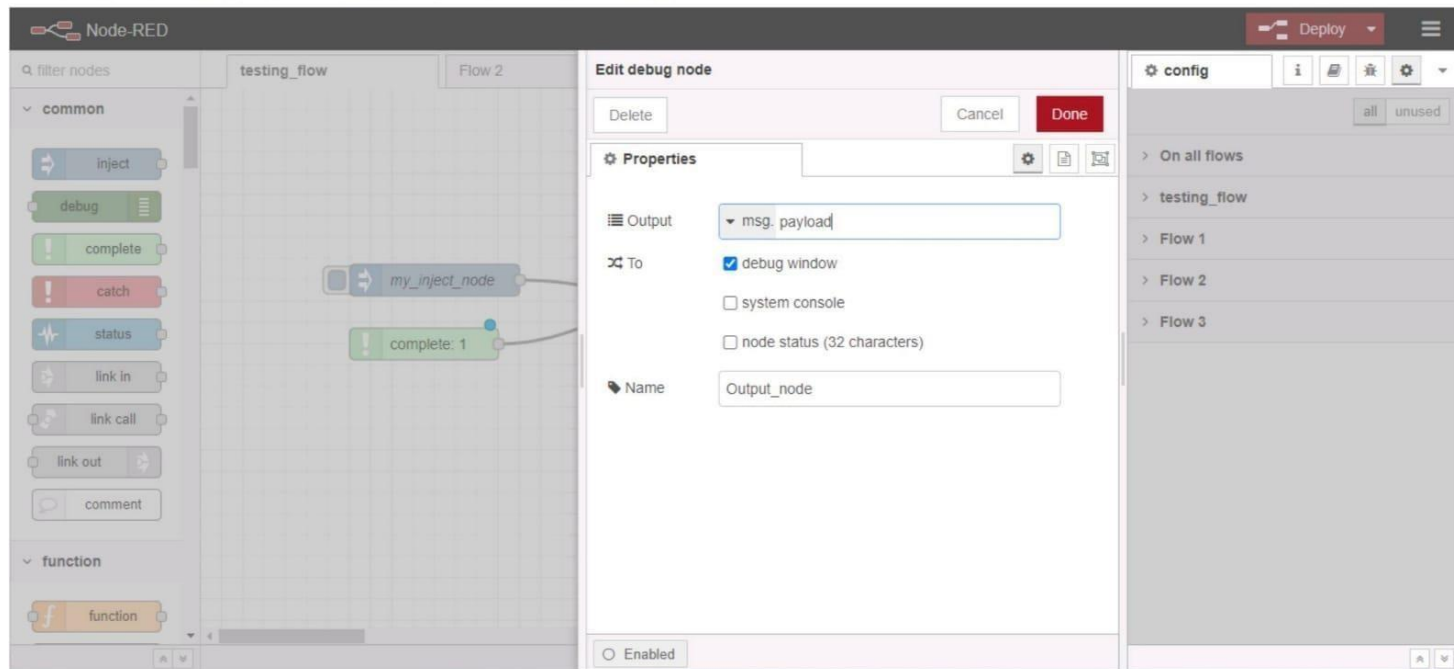 Node-RED
Deploy
filter nodes
common
inject
debug
complete
catch
status
link in
link call
link out
comment
function
function
testing_flow
Flow 2
my_inject_node
complete: 1
Edit debug node
Delete
Cancel
Done
Properties
Output
msg. payload
To
debug window
system console
node status (32 characters)
Name
Output_node
Enabled
config
all
unused
On all flows
testing_flow
Flow 1
Flow 2
Flow 3